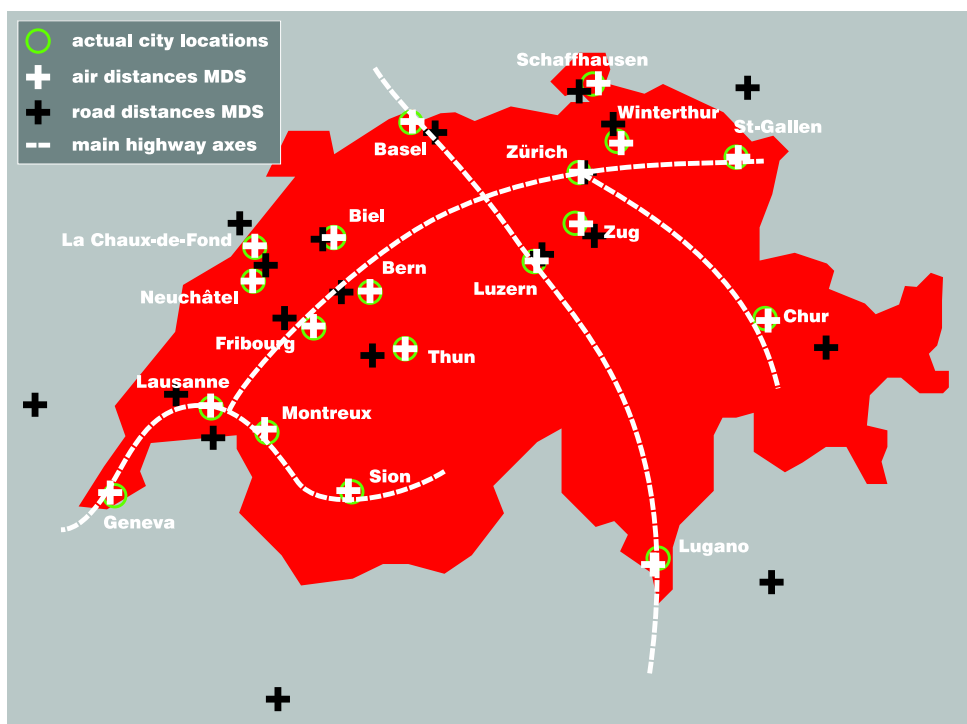 actual city locations
air distances MDS
road distances MDS
main highway axes
Schaffhausen
Winterthur
St-Gallen
Basel
Zürich
Biel
Zug
La Chaux-de-Fond
Bern
Luzern
Neuchâtel
Chur
Fribourg
Thun
Lausanne
Montreux
Sion
Geneva
Lugano